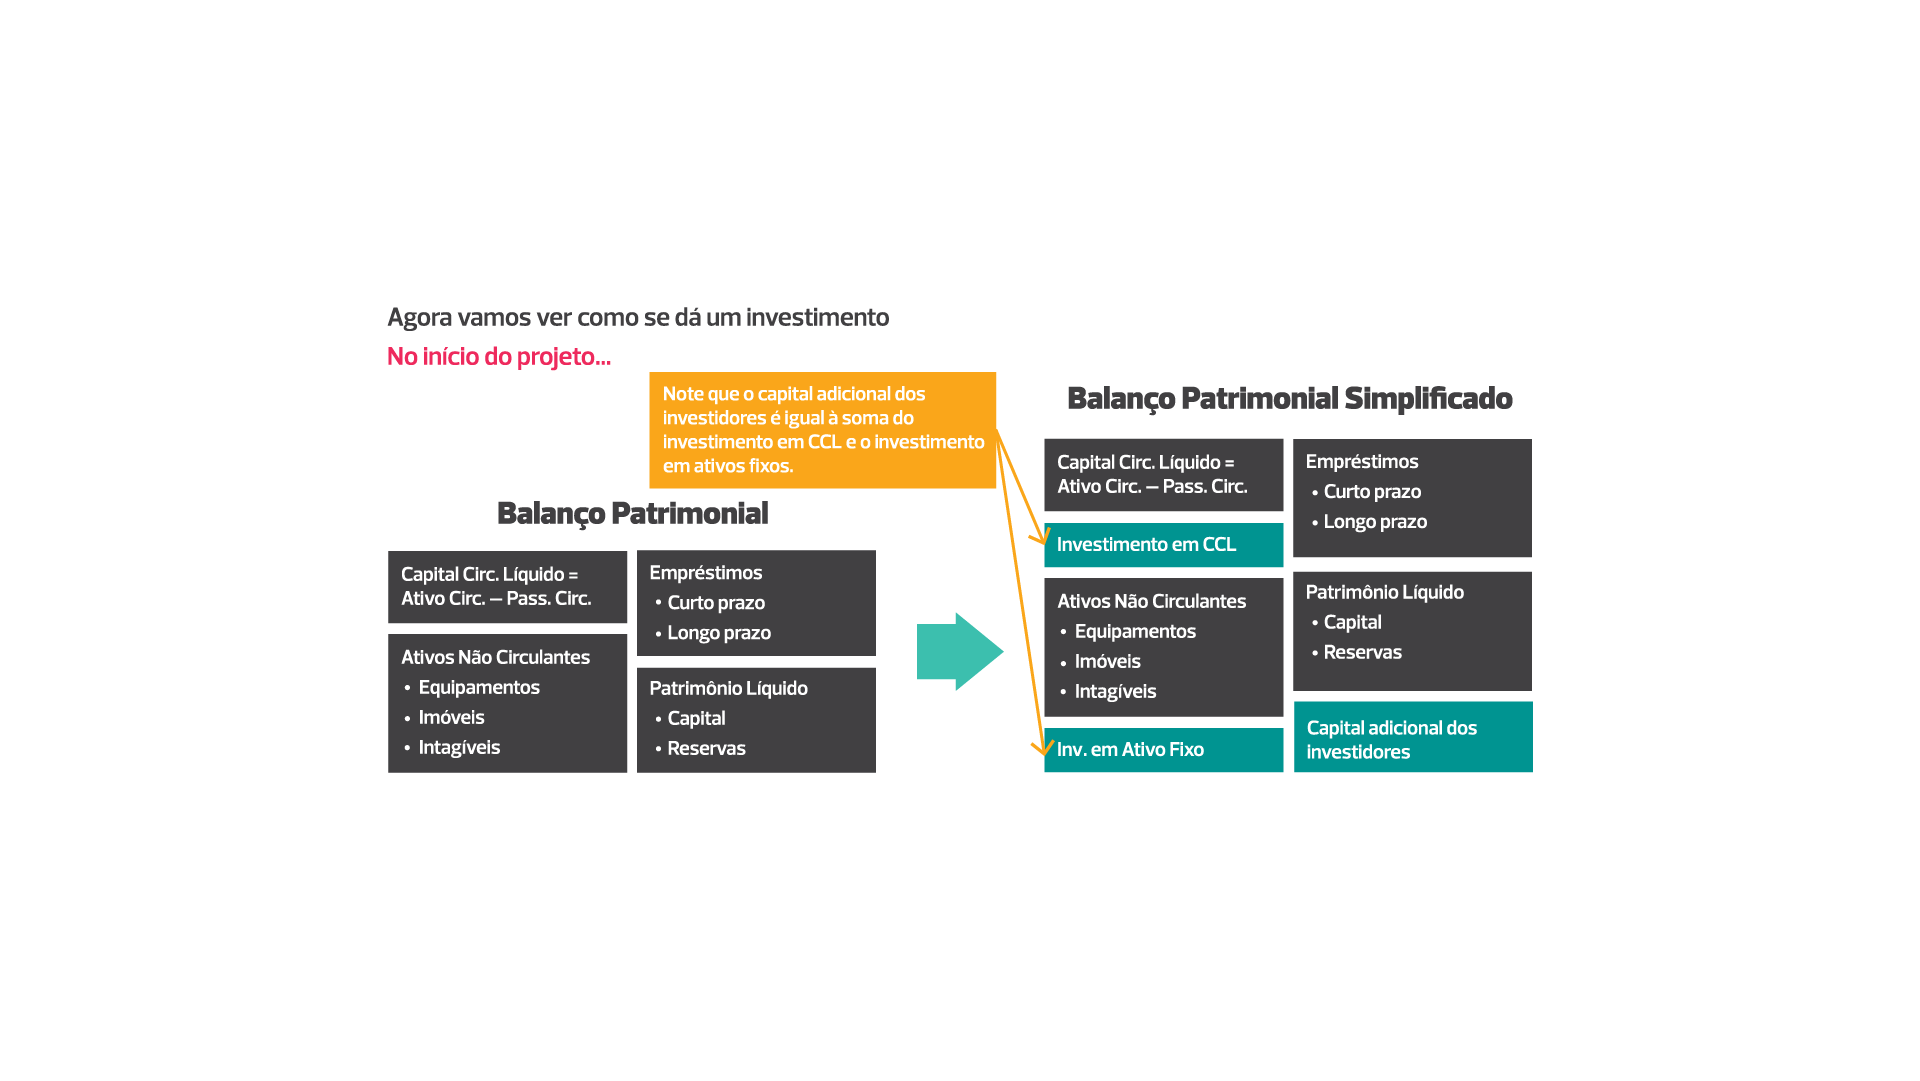 Agora vamos ver como se dá um investimento
No início do projeto...
Note que o capital adicional dos
investidores é igual à soma do
investimento em CCL e o investimento
em ativos fixos.
Balanço Patrimonial
Capital Circ. Líquido =
Ativo Circ. – Pass. Circ.
Ativos Não Circulantes
• Equipamentos
• Imóveis
• Intagíveis
Empréstimos
• Curto prazo
• Longo prazo
Patrimônio Líquido
• Capital
• Reservas
Balanço Patrimonial Simplificado
Capital Circ. Líquido =
Ativo Circ. – Pass. Circ.
Investimento em CCL
Ativos Não Circulantes
• Equipamentos
• Imóveis
• Intagíveis
Inv. em Ativo Fixo
Empréstimos
• Curto prazo
• Longo prazo
Patrimônio Líquido
• Capital
• Reservas
Capital adicional dos
investidores